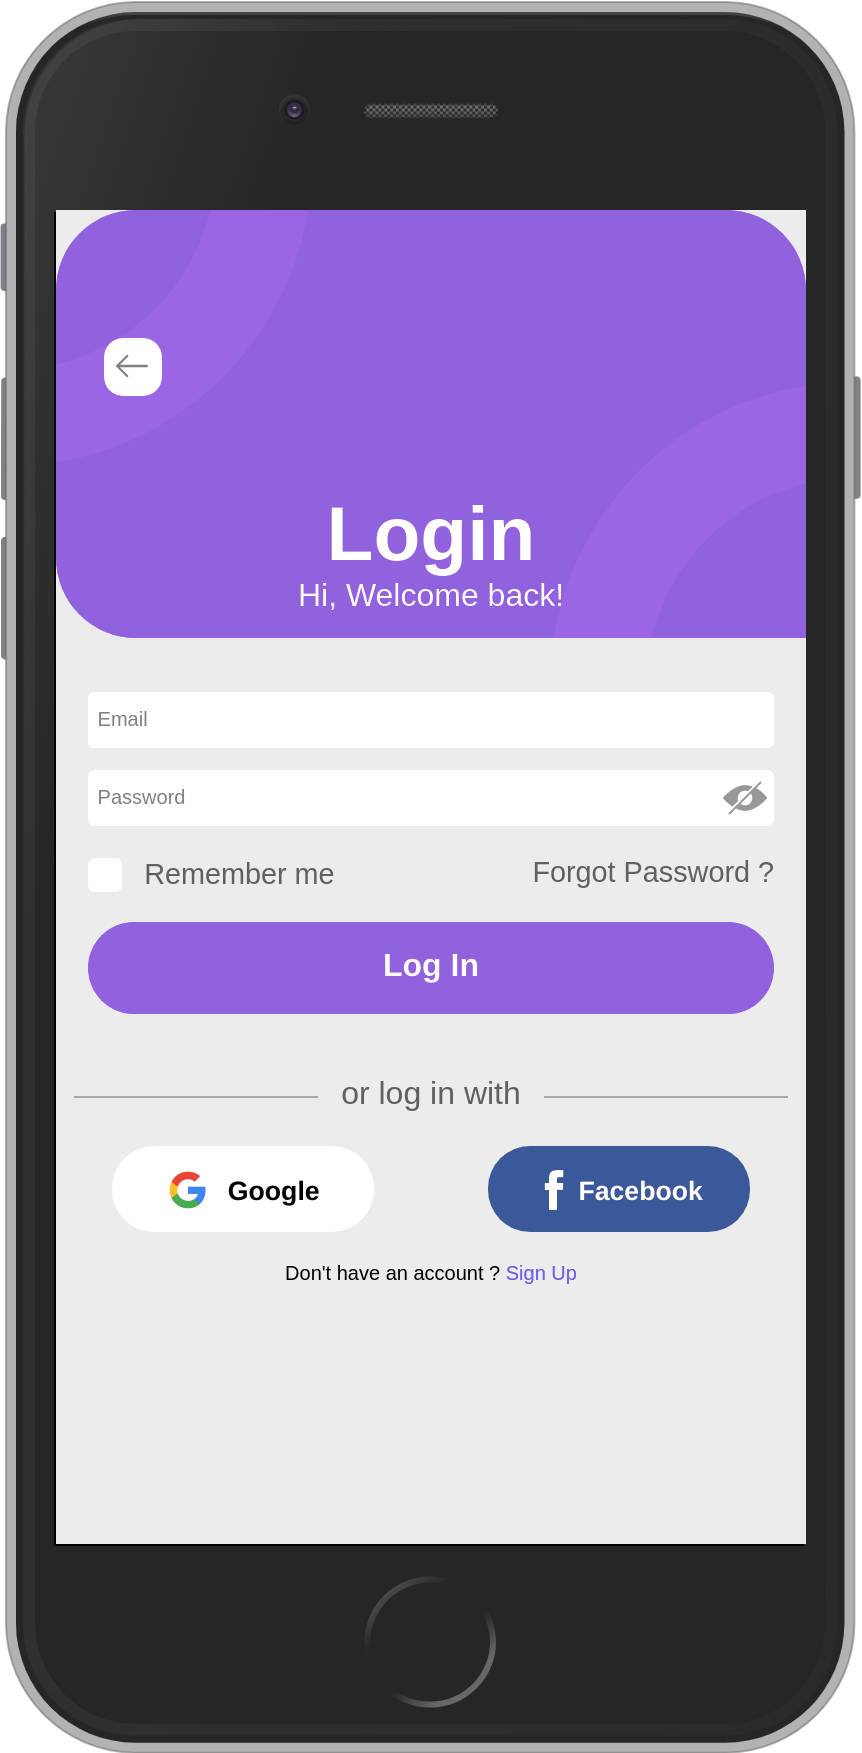 Login
Hi, Welcome back!
Email
Password
Remember me
Forgot Password ?
Log In
or log in with
Google
Facebook
Don't have an account ? Sign Up